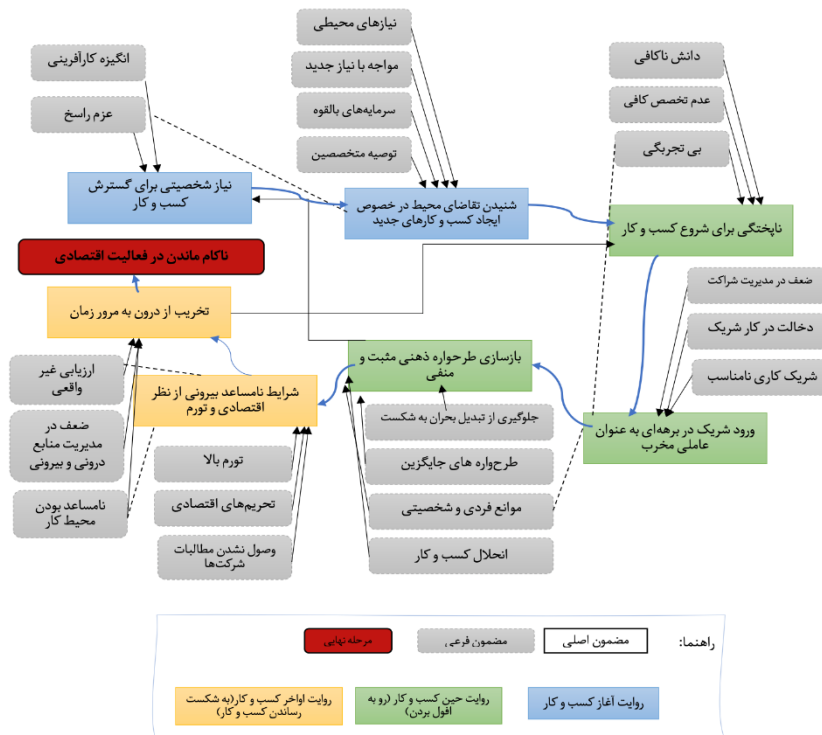 انگیزه کارآفرینی
عزم راسخ
نیاز شخصیتی برای گسترش
کسب و کار
نیازهای محیطی
مواجه با نیاز جدید
سرمایه‌های بالقوه
توصیه متخصصین
شنیدن تقاضای محیط در خصوص
ایجاد کسب و کارهای جدید
دانش ناکافی
عدم تخصص کافی
بی تجربگی
ناپختگی برای شروع کسب و کار
ضعف در مدیریت شراکت
دخالت در کار شریک
شریک کاری نامناسب
ورود شریک در برهه‌ای به عنوان
عاملی مخرب
بازسازی طرحواره ذهنی مثبت و
منفی
جلوگیری از تبدیل بحران به شکست
طرح‌واره های جایگزین
موانع فردی و شخصیتی
انحلال کسب و کار
شرایط نامساعد بیرونی از نظر
اقتصادی و تورم
تورم بالا
تحریم‌های اقتصادی
وصول نشدن مطالبات
شرکت‌ها
تخریب از درون به مرور زمان
ارزیابی غیر
واقعی
ضعف در
مدیریت منابع
درونی و بیرونی
نامساعد بودن
محیط کار
ناکام ماندن در فعالیت اقتصادی
راهنما:
مضمون اصلی
مضمون فرعی
مرحله نهایی
روایت آغاز کسب و کار
روایت حین کسب و کار (رو به
افول بردن)
روایت اواخر کسب و کار(به شکست
رساندن کسب و کار)